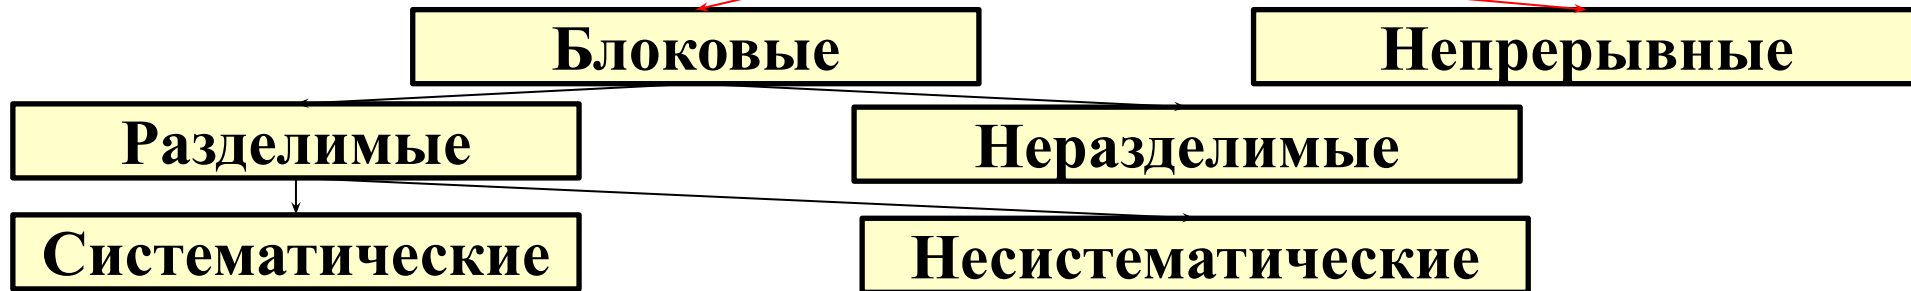 Блоковые
Непрерывные
Разделимые
Неразделимые
Систематические
Несистематические